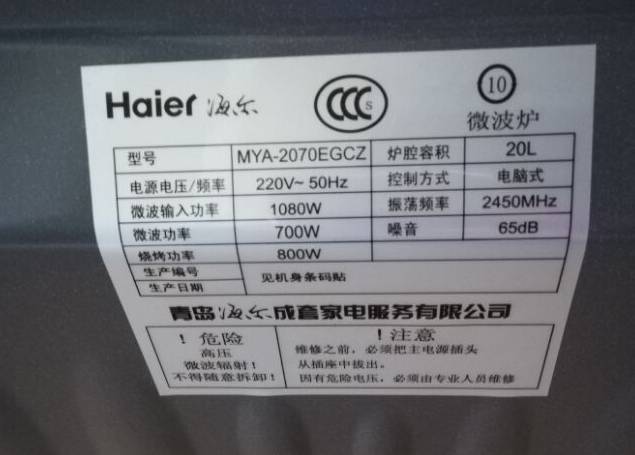 Haier 海尔 CCC S 10
微波炉
型号 MYA-2070EGCZ 炉腔容积 20L
电源电压/频率 220V~ 50Hz 控制方式 电脑式
微波输入功率 1080W 振荡频率 2450MHz
微波功率 700W 噪音 65dB
烧烤功率 800W
生产编号 见机身条码贴
生产日期
青岛海尔成套家电服务有限公司
! 危险
高压
微波辐射!
不得随意拆卸!
! 注意
维修之前,必须把主电源插头
从插座中拔出。
因有危险电压,必须由专业人员维修